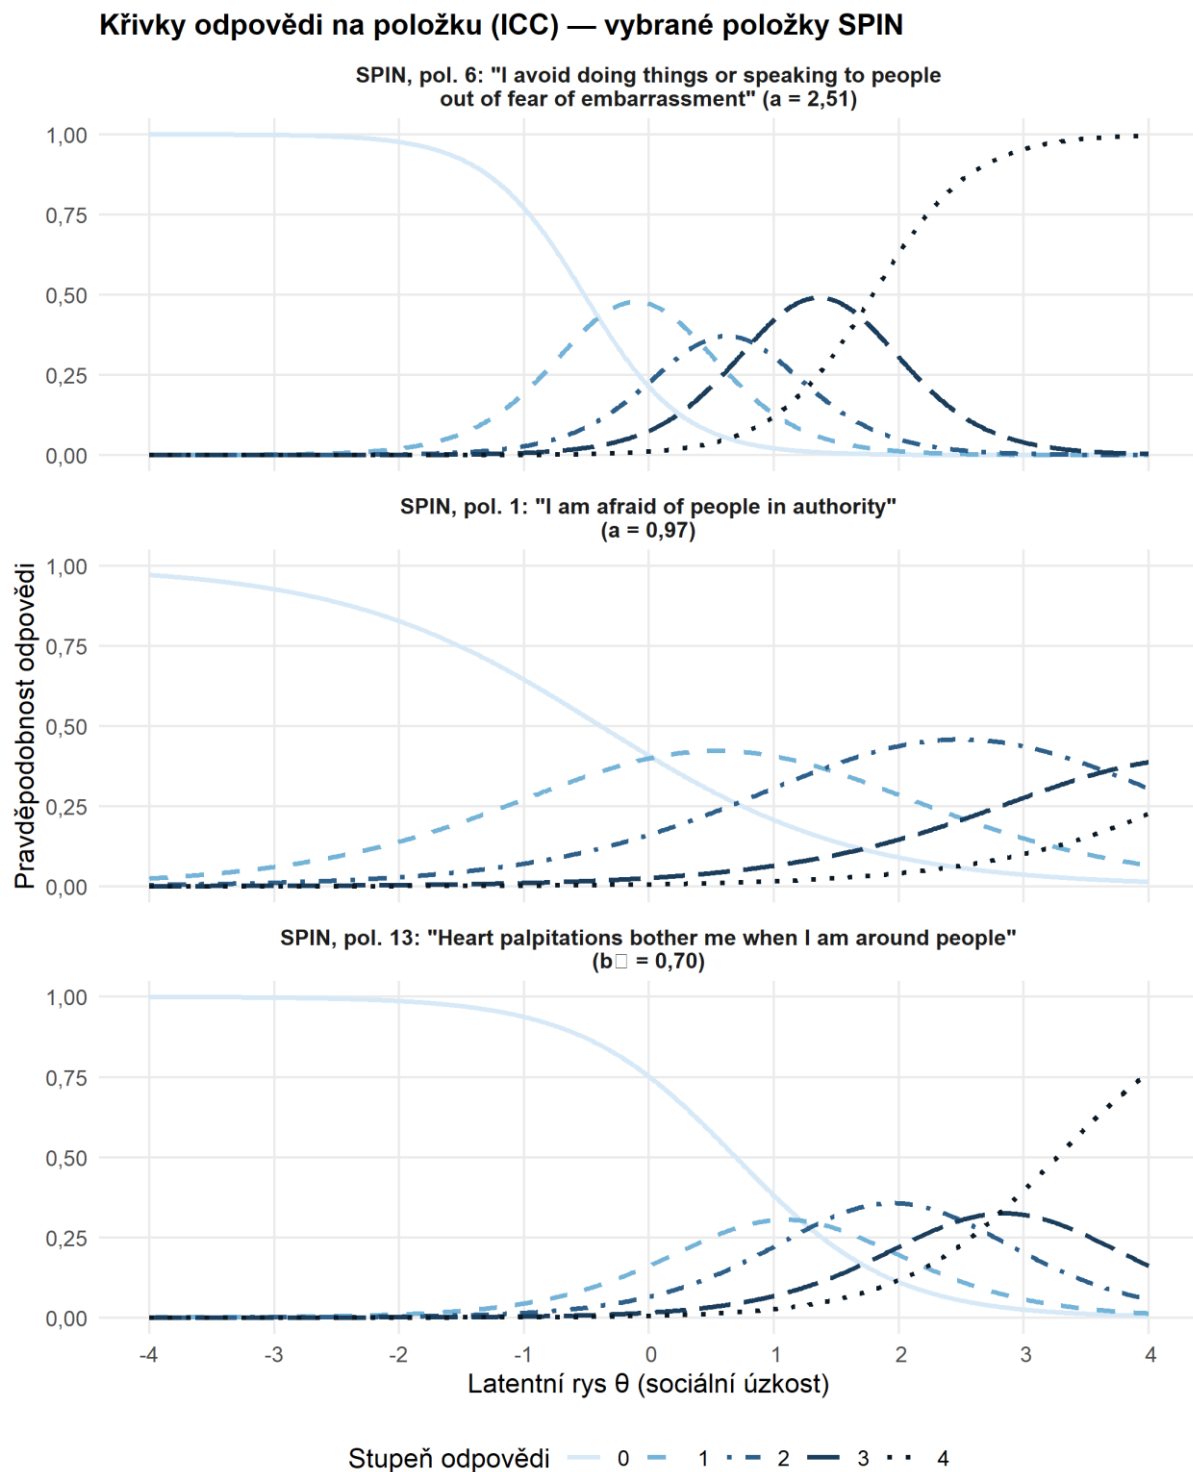 Křivky odpovědi na položku (ICC) — vybrané položky SPIN
SPIN, pol. 6: "I avoid doing things or speaking to people
out of fear of embarrassment" (a = 2,51)
1,00
0,75
0,50
0,25
0,00
SPIN, pol. 1: "I am afraid of people in authority"
(a = 0,97)
Pravděpodobnost odpovědi
1,00
0,75
0,50
0,25
0,00
SPIN, pol. 13: "Heart palpitations bother me when I am around people"
(b□ = 0,70)
1,00
0,75
0,50
0,25
0,00
-4 -3 -2 -1 0 1 2 3 4
Latentní rys θ (sociální úzkost)
Stupeň odpovědi 0 1 2 3 4